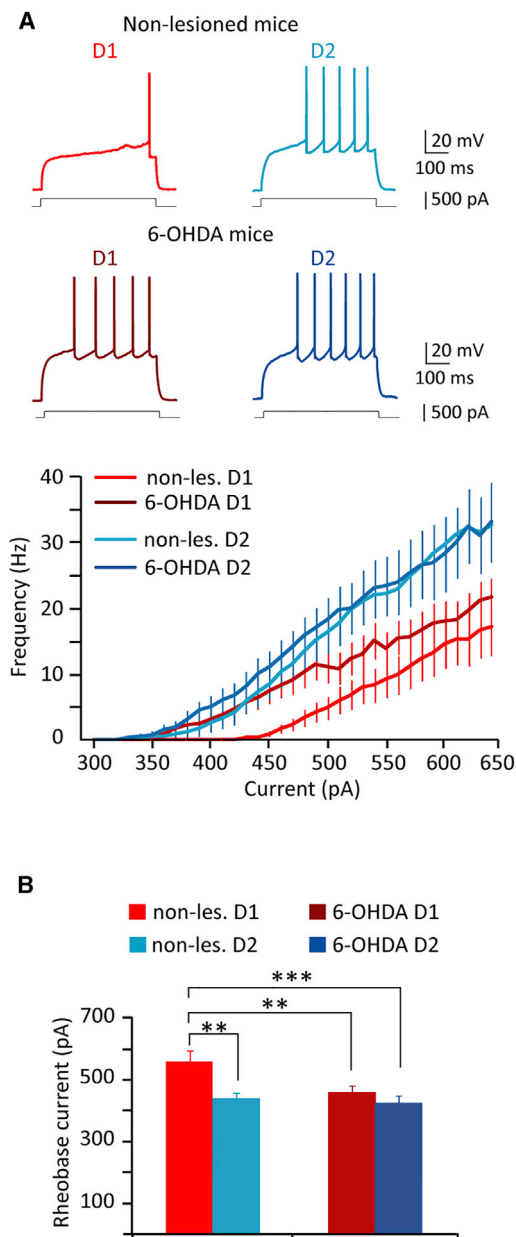 A
Non-lesioned mice
D1
D2
20 mV
100 ms
500 pA
6-OHDA mice
D1
D2
20 mV
100 ms
500 pA
non-les. D1
6-OHDA D1
non-les. D2
6-OHDA D2
Frequency (Hz)
40
30
20
10
0
300 350 400 450 500 550 600 650
Current (pA)
B
non-les. D1
6-OHDA D1
non-les. D2
6-OHDA D2
***
**
**
Rheobase current (pA)
700
500
300
100